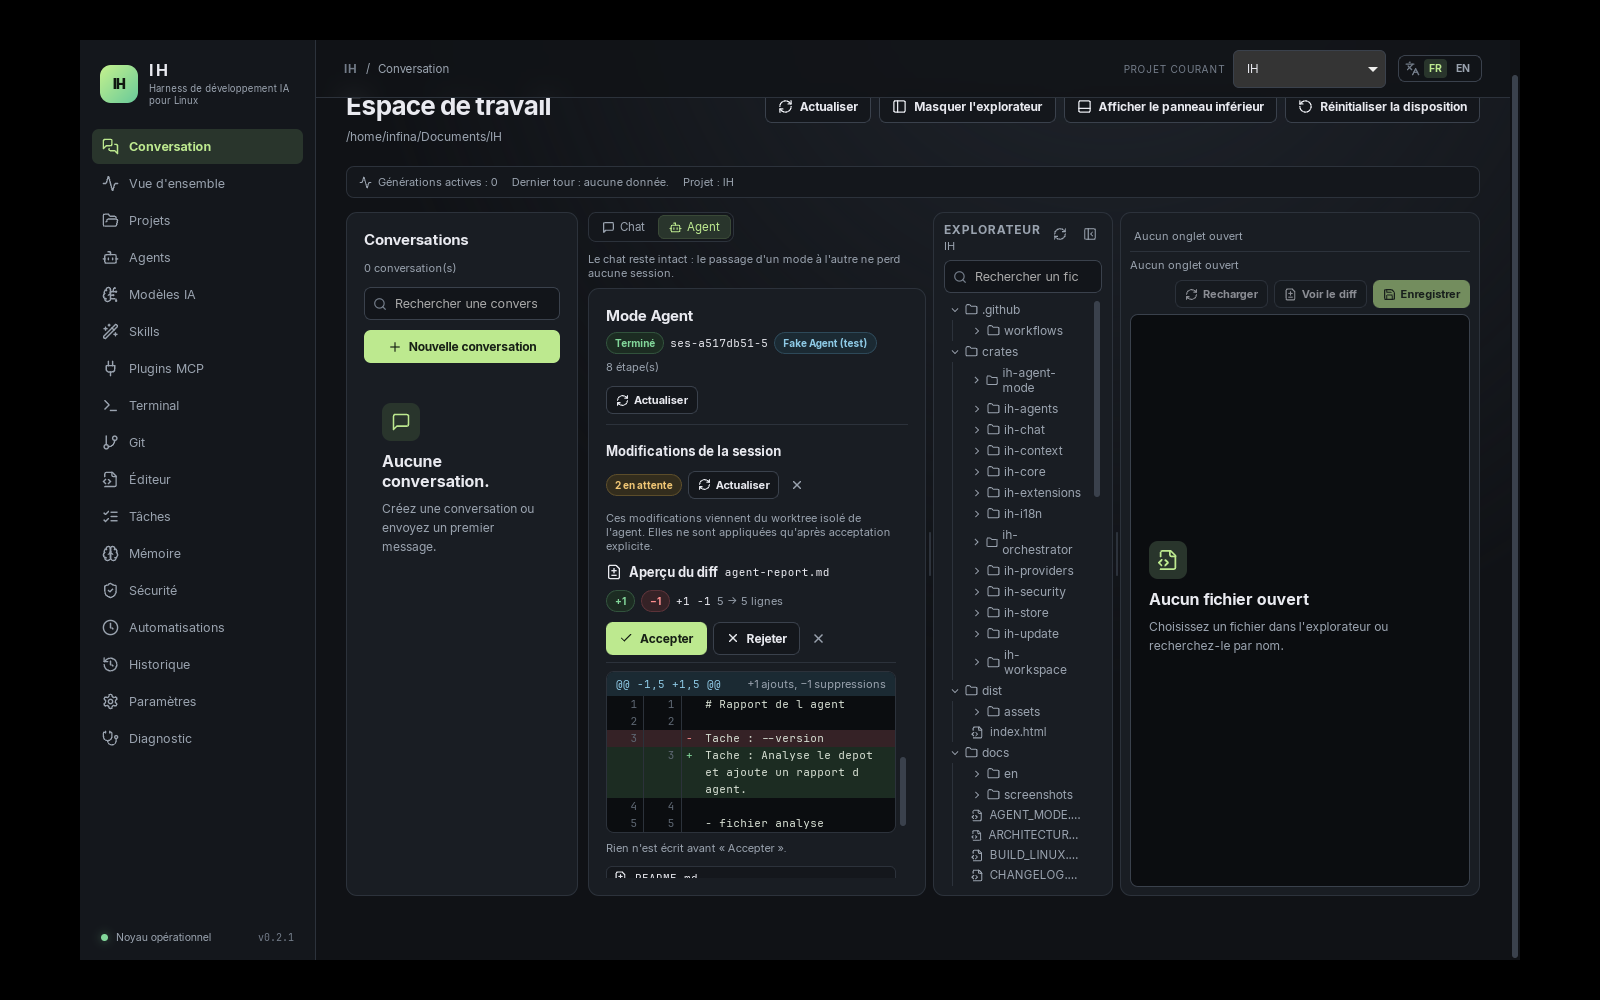 IH
IH
Harness de développement IA
pour Linux
Conversation
Vue d'ensemble
Projets
Agents
Modèles IA
Skills
Plugins MCP
Terminal
Git
Éditeur
Tâches
Mémoire
Sécurité
Automatisations
Historique
Paramètres
Diagnostic
Noyau opérationnel
v0.2.1
IH / Conversation
PROJET COURANT
IH
FR
EN
Espace de travail
/home/infina/Documents/IH
Actualiser
Masquer l'explorateur
Afficher le panneau inférieur
Réinitialiser la disposition
Générations actives : 0
Dernier tour : aucune donnée.
Projet : IH
Conversations
0 conversation(s)
Rechercher une convers
Nouvelle conversation
Aucune
conversation.
Créez une conversation ou
envoyez un premier
message.
Chat
Agent
Le chat reste intact : le passage d'un mode à l'autre ne perd
aucune session.
Mode Agent
Terminé ses-a517db51-5 Fake Agent (test)
8 étape(s)
Actualiser
Modifications de la session
2 en attente
Actualiser
Ces modifications viennent du worktree isolé de
l'agent. Elles ne sont appliquées qu'après acceptation
explicite.
Aperçu du diff agent-report.md
+1 −1 +1 -1 5 → 5 lignes
Accepter
Rejeter
@@ -1,5 +1,5 @@ +1 ajouts, −1 suppressions
1 1 # Rapport de l agent
2 2
3 - Tache : --version
3 + Tache : Analyse le depot
et ajoute un rapport d
agent.
4 4
5 5 - fichier analyse
Rien n'est écrit avant « Accepter ».
README.md
EXPLORATEUR
IH
Rechercher un fic
.github
workflows
crates
ih-agent-
mode
ih-agents
ih-chat
ih-context
ih-core
ih-extensions
ih-i18n
ih-
orchestrator
ih-providers
ih-security
ih-store
ih-update
ih-
workspace
dist
assets
index.html
docs
en
screenshots
AGENT_MODE....
ARCHITECTUR...
BUILD_LINUX....
CHANGELOG....
Aucun onglet ouvert
Aucun onglet ouvert
Recharger
Voir le diff
Enregistrer
Aucun fichier ouvert
Choisissez un fichier dans l'explorateur ou
recherchez-le par nom.